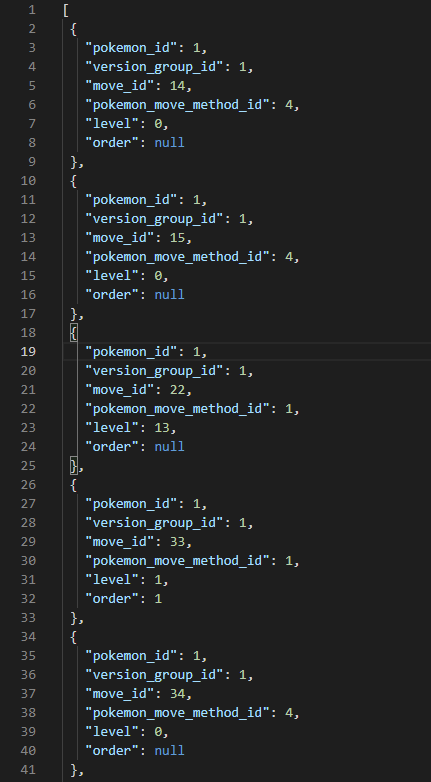 1 [
2 {
3 "pokemon_id": 1,
4 "version_group_id": 1,
5 "move_id": 14,
6 "pokemon_move_method_id": 4,
7 "level": 0,
8 "order": null
9 },
10 {
11 "pokemon_id": 1,
12 "version_group_id": 1,
13 "move_id": 15,
14 "pokemon_move_method_id": 4,
15 "level": 0,
16 "order": null
17 },
18 {
19 "pokemon_id": 1,
20 "version_group_id": 1,
21 "move_id": 22,
22 "pokemon_move_method_id": 1,
23 "level": 13,
24 "order": null
25 },
26 {
27 "pokemon_id": 1,
28 "version_group_id": 1,
29 "move_id": 33,
30 "pokemon_move_method_id": 1,
31 "level": 1,
32 "order": 1
33 },
34 {
35 "pokemon_id": 1,
36 "version_group_id": 1,
37 "move_id": 34,
38 "pokemon_move_method_id": 4,
39 "level": 0,
40 "order": null
41 },